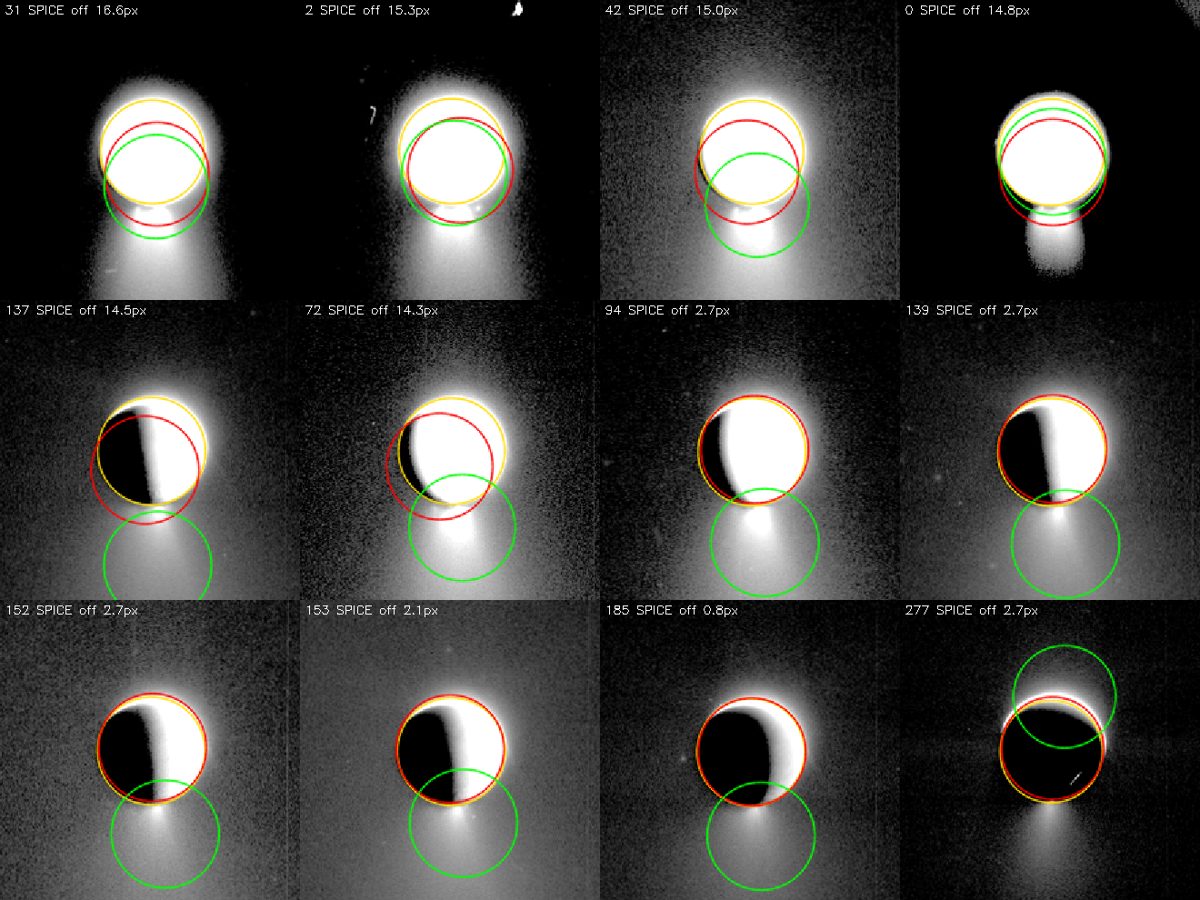 31 SPICE off 16.6px
2 SPICE off 15.3px
42 SPICE off 15.0px
0 SPICE off 14.8px
137 SPICE off 14.5px
72 SPICE off 14.3px
94 SPICE off 2.7px
139 SPICE off 2.7px
152 SPICE off 2.7px
153 SPICE off 2.1px
185 SPICE off 0.8px
277 SPICE off 2.7px